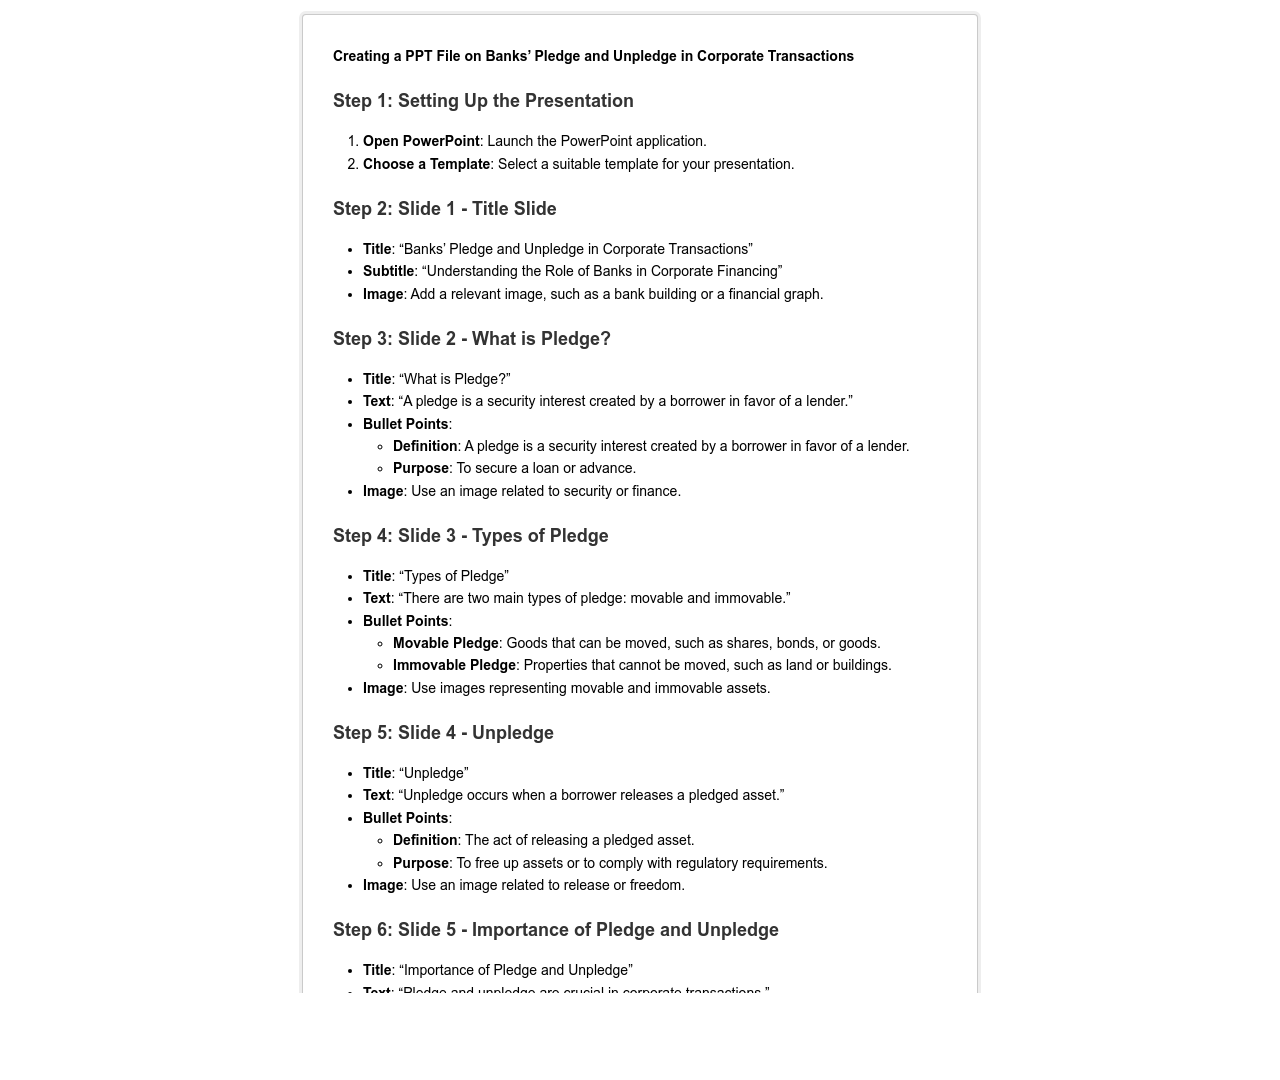 Creating a PPT File on Banks’ Pledge and Unpledge in Corporate Transactions
Step 1: Setting Up the Presentation
1. Open PowerPoint: Launch the PowerPoint application.
2. Choose a Template: Select a suitable template for your presentation.
Step 2: Slide 1 - Title Slide
• Title: “Banks’ Pledge and Unpledge in Corporate Transactions”
• Subtitle: “Understanding the Role of Banks in Corporate Financing”
• Image: Add a relevant image, such as a bank building or a financial graph.
Step 3: Slide 2 - What is Pledge?
• Title: “What is Pledge?”
• Text: “A pledge is a security interest created by a borrower in favor of a lender.”
• Bullet Points:
◦ Definition: A pledge is a security interest created by a borrower in favor of a lender.
◦ Purpose: To secure a loan or advance.
• Image: Use an image related to security or finance.
Step 4: Slide 3 - Types of Pledge
• Title: “Types of Pledge”
• Text: “There are two main types of pledge: movable and immovable.”
• Bullet Points:
◦ Movable Pledge: Goods that can be moved, such as shares, bonds, or goods.
◦ Immovable Pledge: Properties that cannot be moved, such as land or buildings.
• Image: Use images representing movable and immovable assets.
Step 5: Slide 4 - Unpledge
• Title: “Unpledge”
• Text: “Unpledge occurs when a borrower releases a pledged asset.”
• Bullet Points:
◦ Definition: The act of releasing a pledged asset.
◦ Purpose: To free up assets or to comply with regulatory requirements.
• Image: Use an image related to release or freedom.
Step 6: Slide 5 - Importance of Pledge and Unpledge
• Title: “Importance of Pledge and Unpledge”
• Text: “Pledge and unpledge are crucial in corporate transactions.”